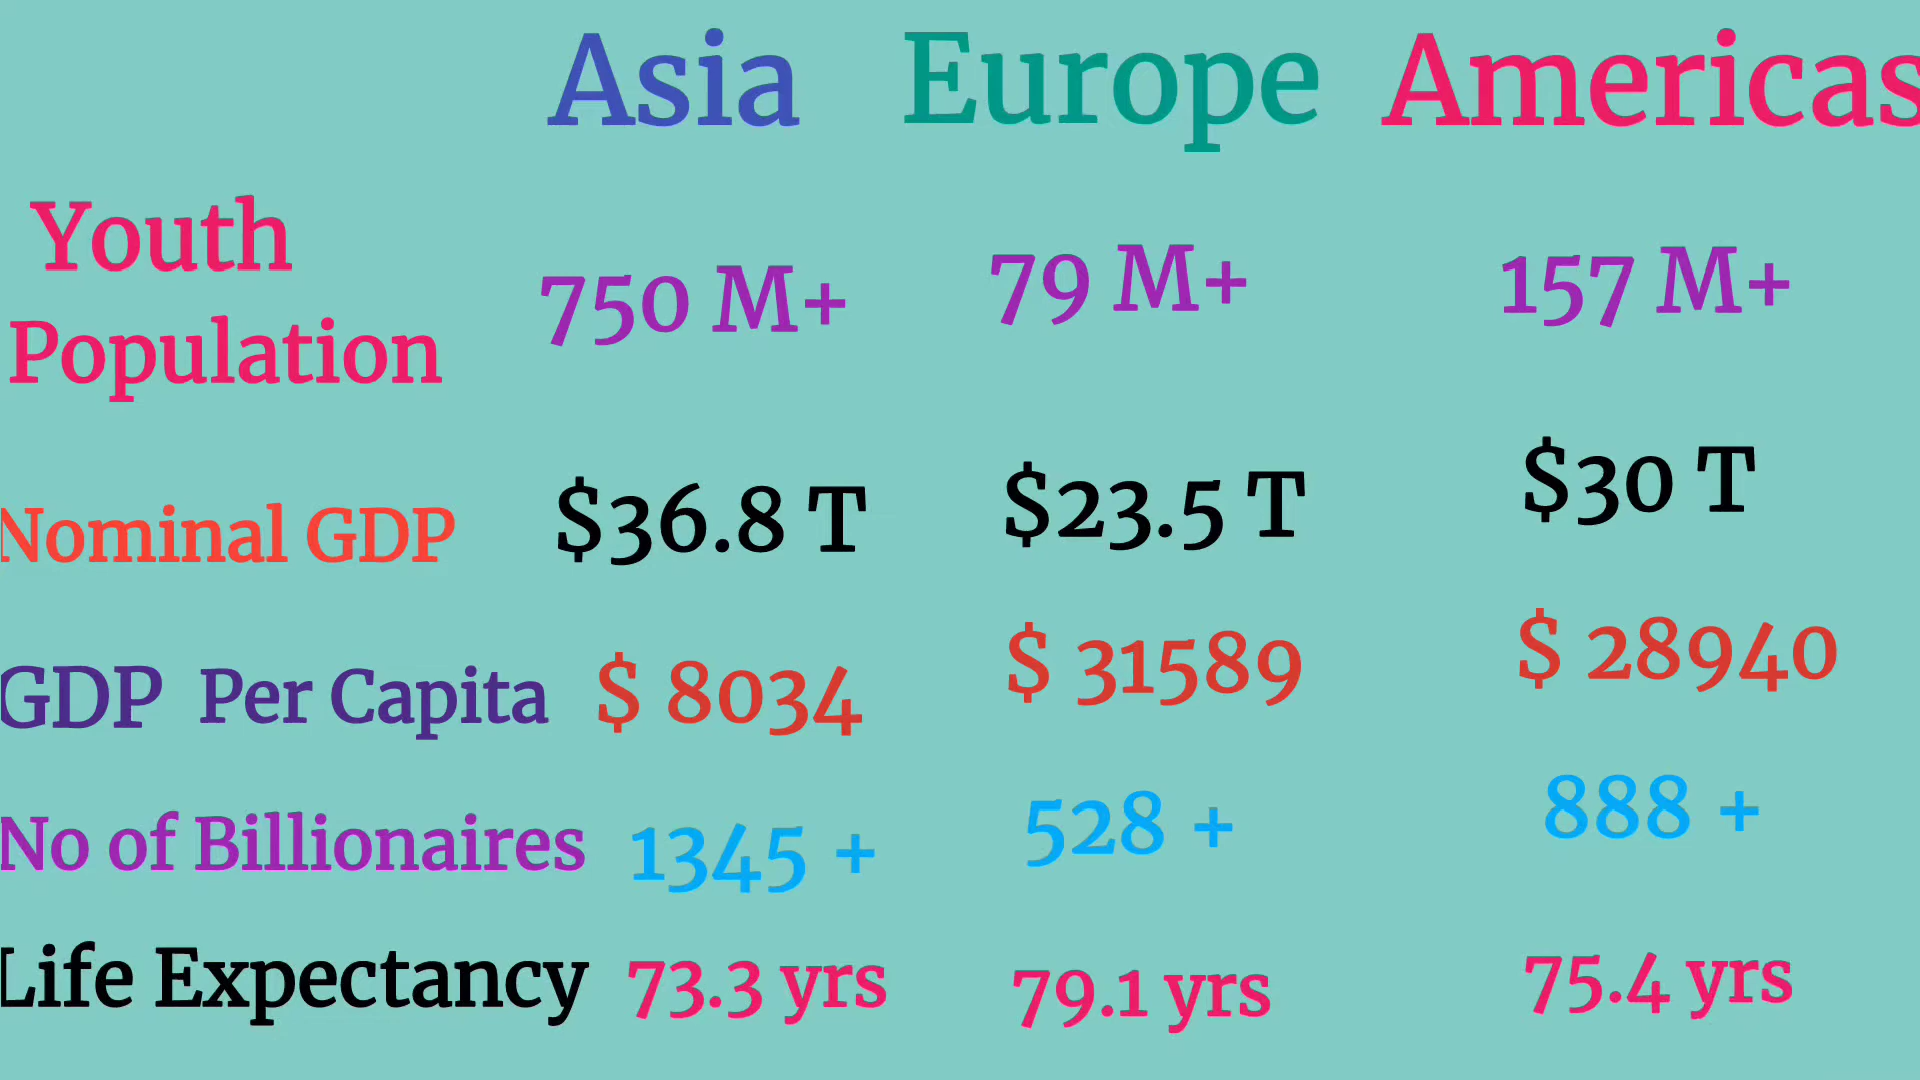 Asia Europe Americas
Youth
Population 750 M+ 79 M+ 157 M+
Nominal GDP $36.8 T $23.5 T $30 T
GDP Per Capita $ 8034 $ 31589 $ 28940
No of Billionaires 1345 + 528 + 888 +
Life Expectancy 73.3 yrs 79.1 yrs 75.4 yrs